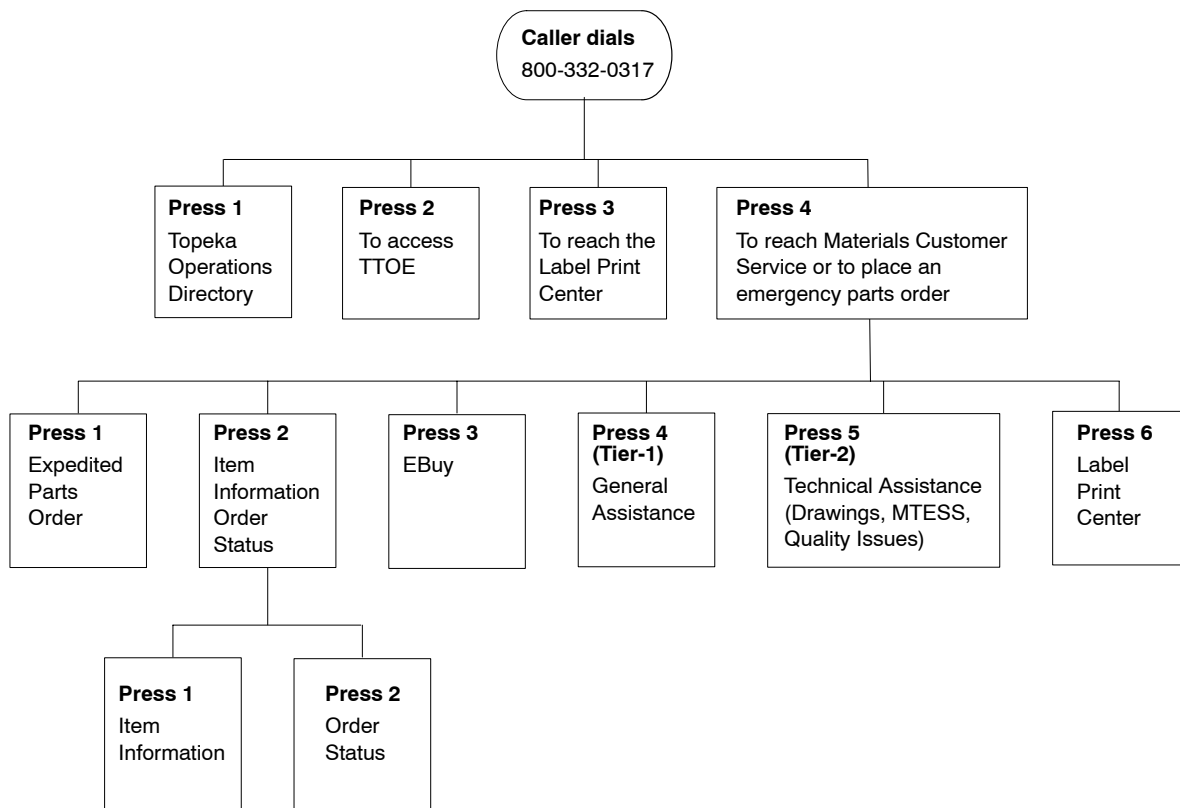 Caller dials
800-332-0317
Press 1
Topeka
Operations
Directory
Press 2
To access
TTOE
Press 3
To reach the
Label Print
Center
Press 4
To reach Materials Customer
Service or to place an
emergency parts order
Press 1
Expedited
Parts
Order
Press 2
Item
Information
Order
Status
Press 3
EBuy
Press 4
(Tier-1)
General
Assistance
Press 5
(Tier-2)
Technical Assistance
(Drawings, MTESS,
Quality Issues)
Press 6
Label
Print
Center
Press 1
Item
Information
Press 2
Order
Status